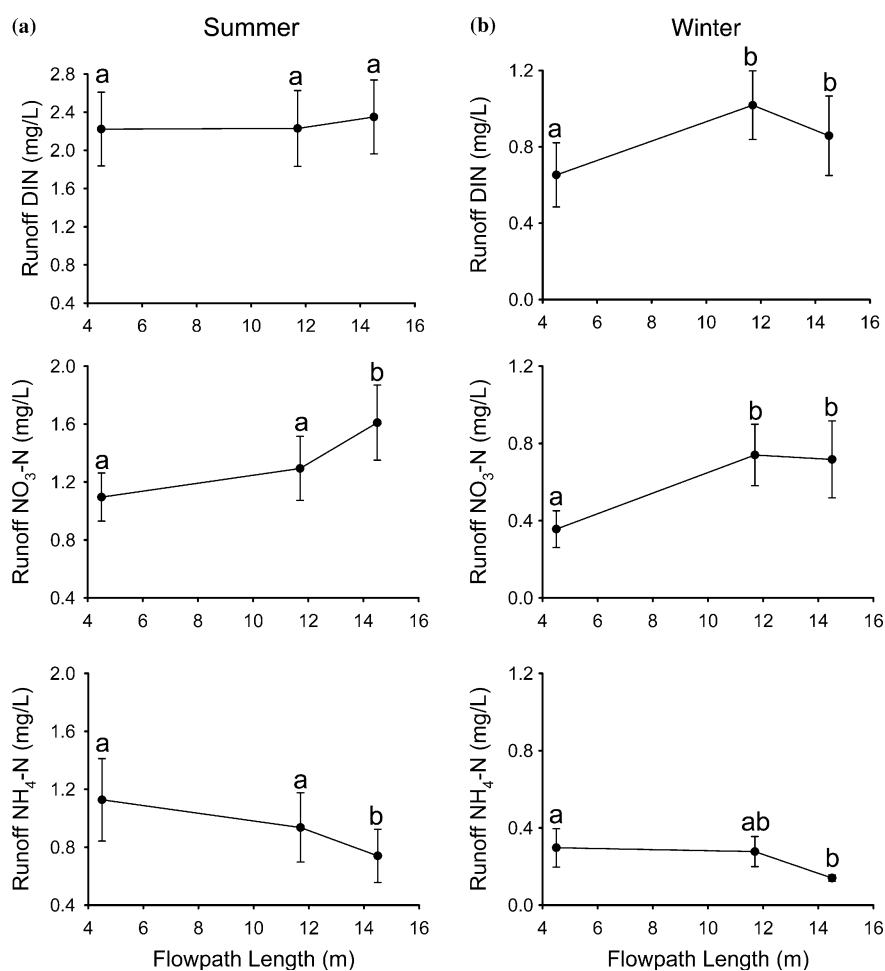 (a) Summer
a a a
Runoff DIN (mg/L)
2.8
2.4
2.0
1.6
1.2
0.8
0.4
4 6 8 10 12 14 16
a a b
Runoff NO₃-N (mg/L)
2.0
1.6
1.2
0.8
0.4
4 6 8 10 12 14 16
a a b
Runoff NH₄-N (mg/L)
2.0
1.6
1.2
0.8
0.4
4 6 8 10 12 14 16
Flowpath Length (m)
(b) Winter
a b b
Runoff DIN (mg/L)
1.2
0.8
0.4
0.0
4 6 8 10 12 14 16
a b b
Runoff NO₃-N (mg/L)
1.2
0.8
0.4
0.0
4 6 8 10 12 14 16
a ab b
Runoff NH₄-N (mg/L)
1.2
0.8
0.4
0.0
4 6 8 10 12 14 16
Flowpath Length (m)